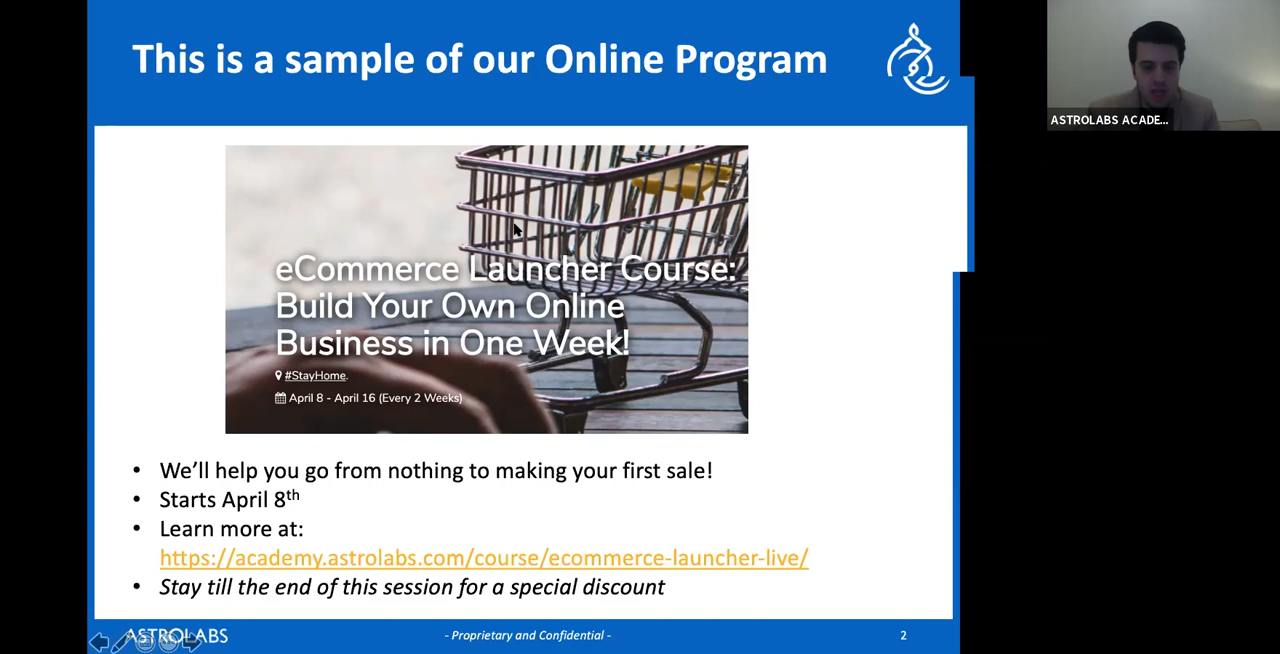 This is a sample of our Online Program
ASTROLABS ACADE...
eCommerce Launcher Course:
Build Your Own Online
Business in One Week!
#StayHome.
April 8 - April 16 (Every 2 Weeks)
• We'll help you go from nothing to making your first sale!
• Starts April 8th
• Learn more at:
https://academy.astrolabs.com/course/ecommerce-launcher-live/
• Stay till the end of this session for a special discount
ASTROLABS
- Proprietary and Confidential -
2